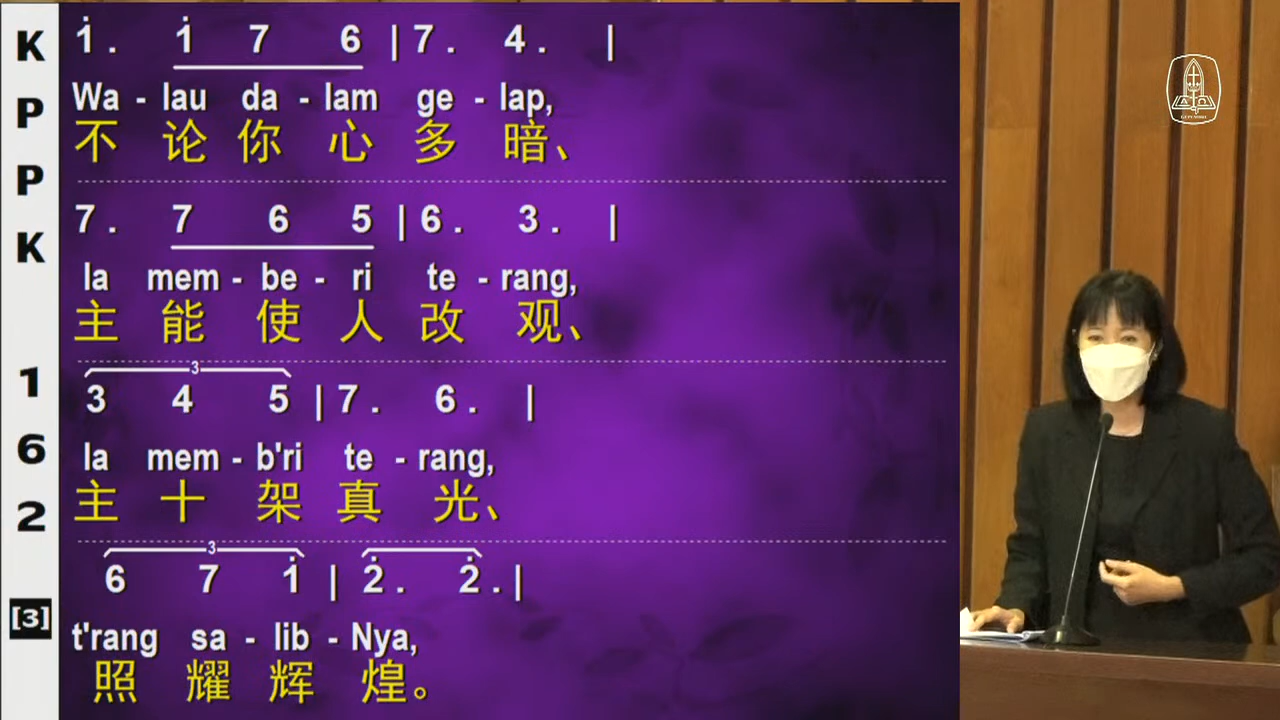 KPPK 162 [3]
1. 1 7 6 | 7. 4. |
Wa - lau da - lam ge - lap,
不 论 你 心 多 暗、
7. 7 6 5 | 6. 3. |
la mem - be - ri te - rang,
主 能 使 人 改 观、
3
3 4 5 | 7. 6. |
la mem - b'ri te - rang,
主 十 架 真 光、
3
6 7 1 | 2. 2. |
t'rang sa - lib - Nya,
照 耀 辉 煌。